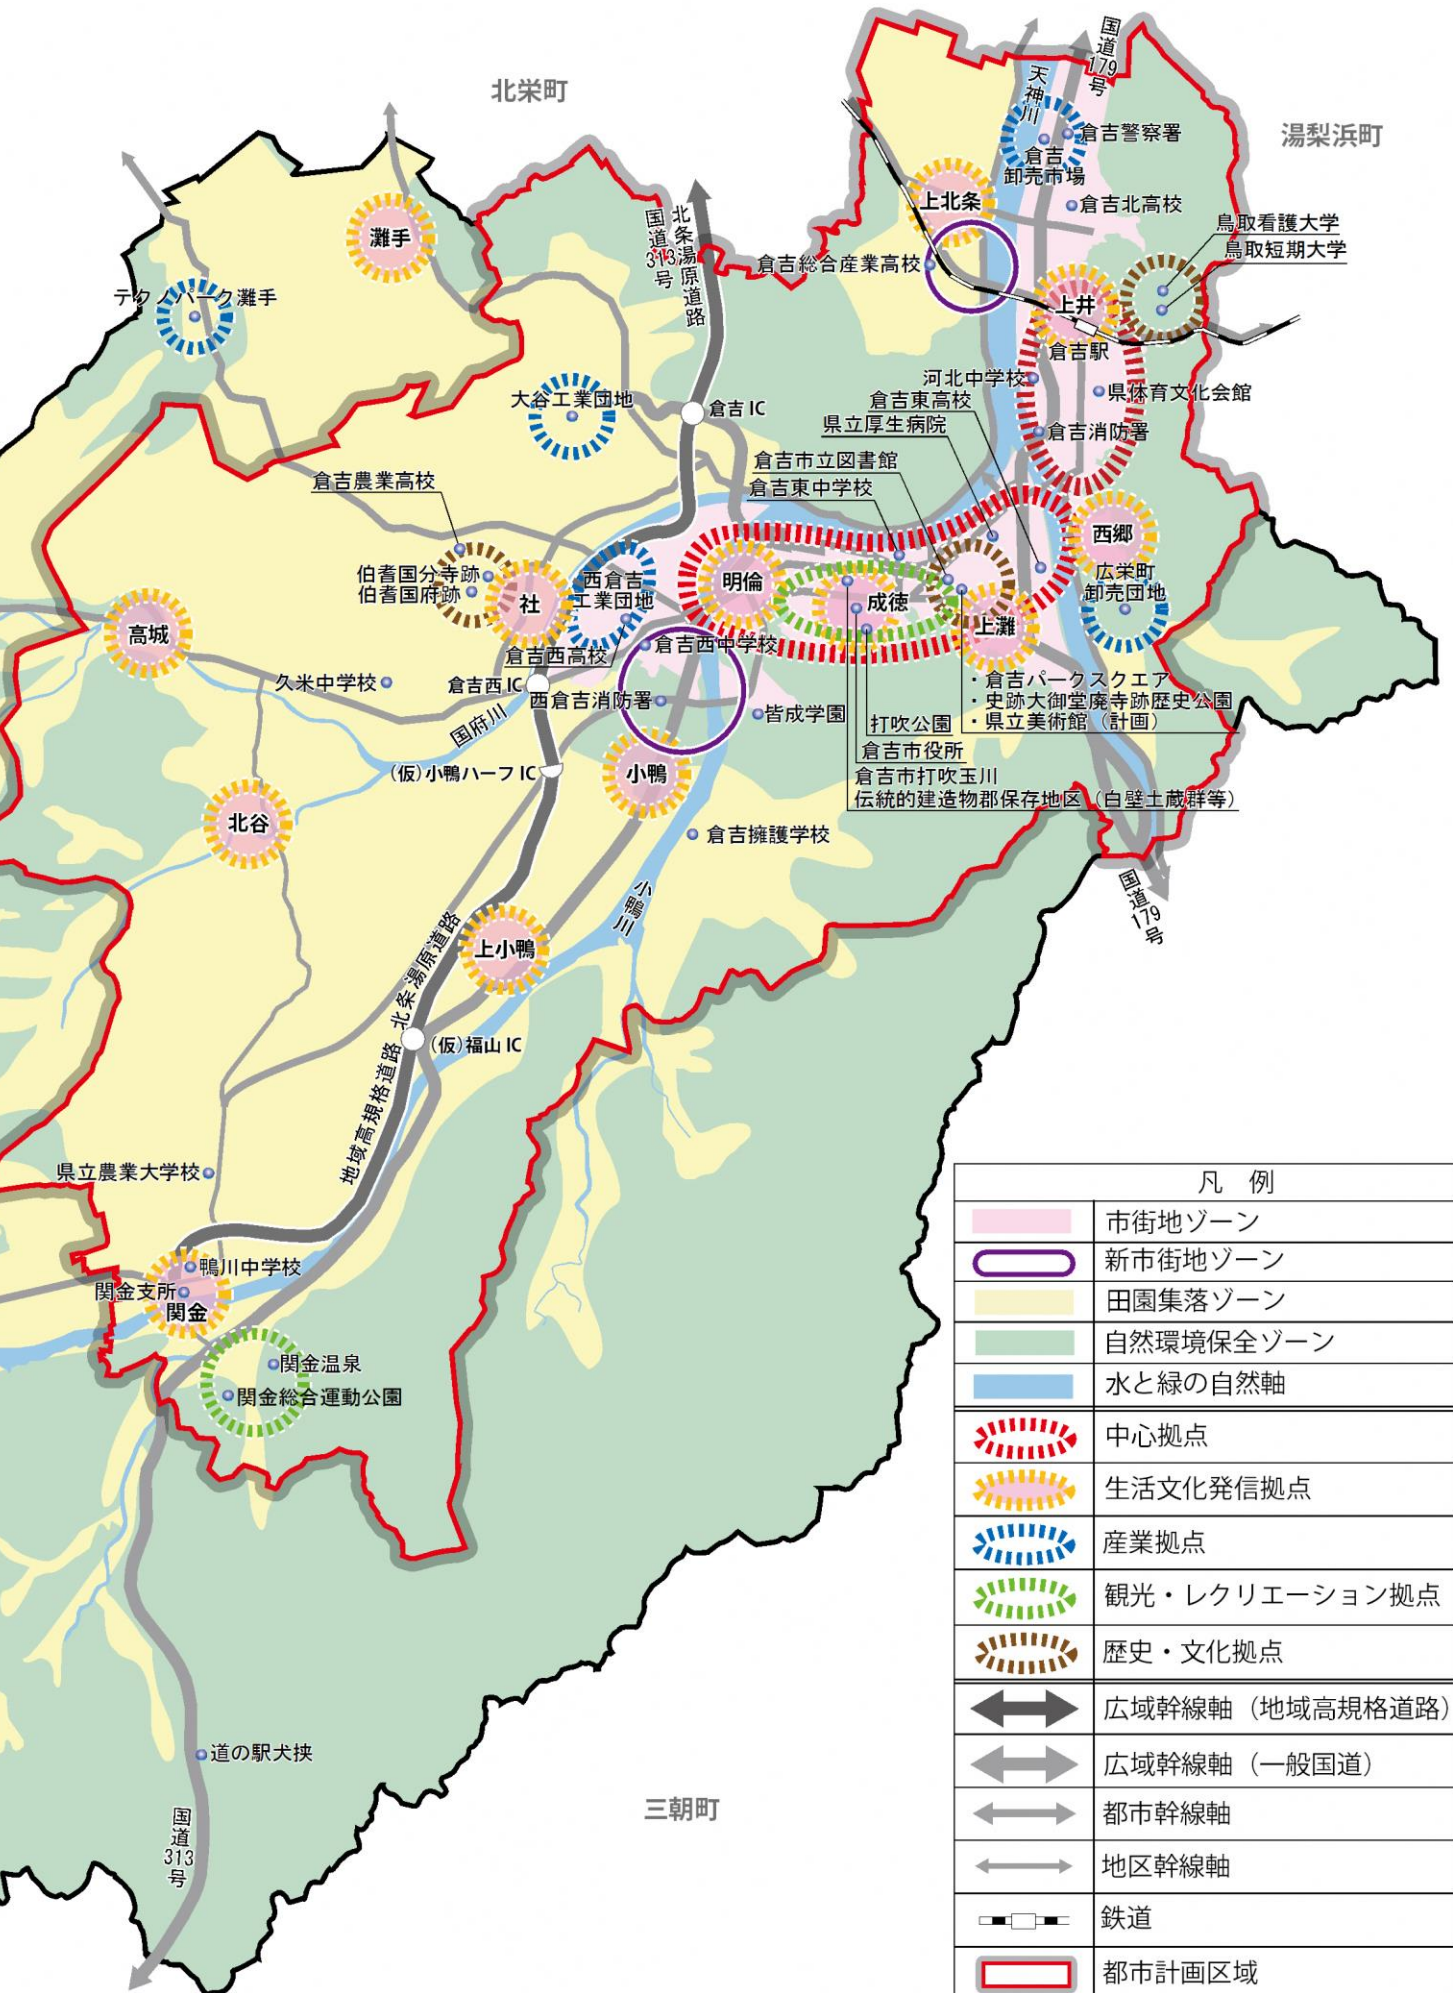 北栄町
湯梨浜町
三朝町
国道179号
天神川
倉吉警察署
倉吉
卸売市場
上北条
倉吉北高校
鳥取看護大学
鳥取短期大学
倉吉総合産業高校
上井
倉吉駅
灘手
テクノパーク灘手
国道313号
北条湯原道路
大谷工業団地
倉吉IC
河北中学校
県体育文化会館
倉吉東高校
倉吉消防署
県立厚生病院
倉吉市立図書館
倉吉東中学校
倉吉農業高校
西郷
伯耆国分寺跡
伯耆国府跡
社
西倉吉
工業団地
明倫
成徳
上灘
広栄町
卸売団地
高城
倉吉西高校
倉吉西中学校
久米中学校
倉吉西IC
西倉吉消防署
国府川
皆成学園
打吹公園
・倉吉パークスクエア
・史跡大御堂廃寺跡歴史公園
・県立美術館（計画）
倉吉市役所
倉吉市打吹玉川
伝統的建造物郡保存地区（白壁土蔵群等）
(仮)小鴨ハーフIC
小鴨
北谷
倉吉擁護学校
小鴨川
国道179号
上小鴨
地域高規格道路 北条湯原道路
(仮)福山IC
県立農業大学校
鴨川中学校
関金支所
関金
関金温泉
関金総合運動公園
道の駅犬挟
国道313号
凡 例
市街地ゾーン
新市街地ゾーン
田園集落ゾーン
自然環境保全ゾーン
水と緑の自然軸
中心拠点
生活文化発信拠点
産業拠点
観光・レクリエーション拠点
歴史・文化拠点
広域幹線軸（地域高規格道路）
広域幹線軸（一般国道）
都市幹線軸
地区幹線軸
鉄道
都市計画区域